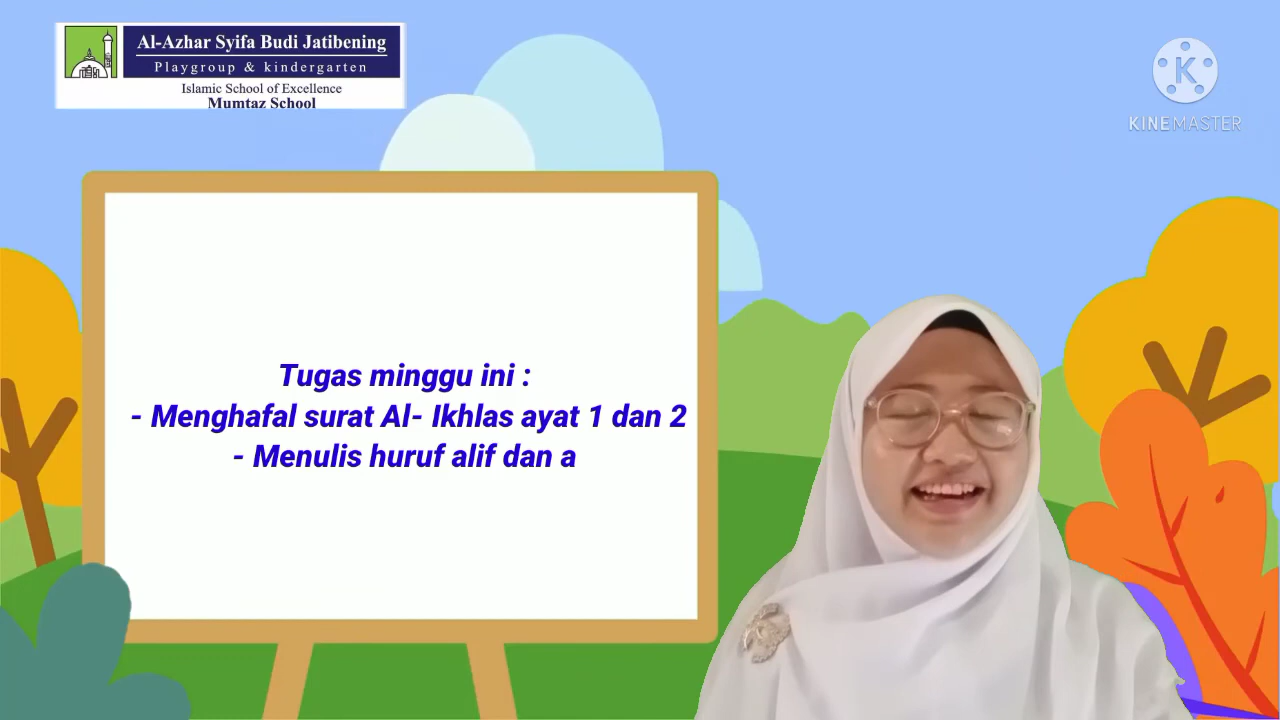 Al-Azhar Syifa Budi Jatibening
Playgroup & kindergarten
Islamic School of Excellence
Mumtaz School
K
KINEMASTER
Tugas minggu ini :
- Menghafal surat Al- Ikhlas ayat 1 dan 2
- Menulis huruf alif dan a